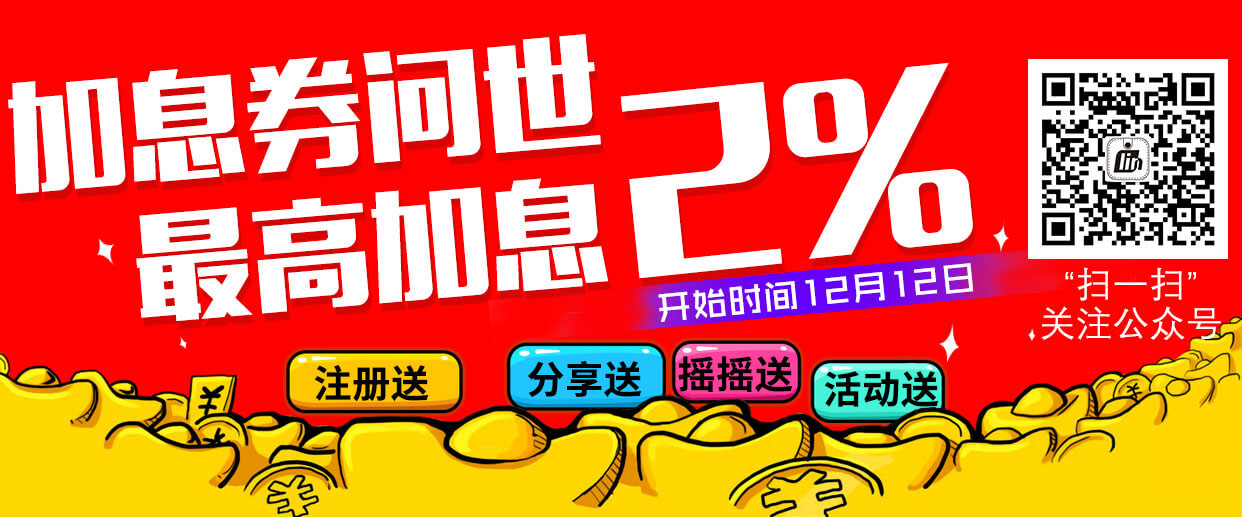 加息券问世
最高加息2%
开始时间12月12日
“扫一扫”
关注公众号
注册送
分享送
摇摇送
活动送
¥
¥
¥